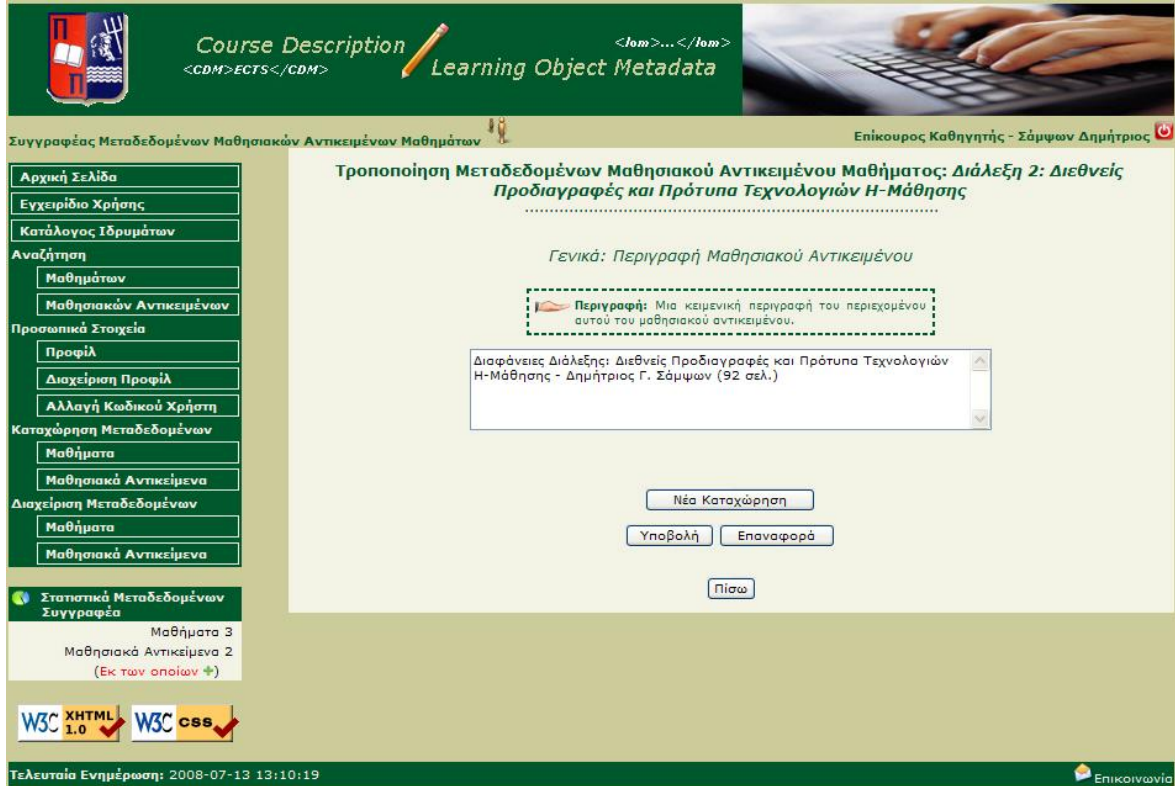 Course Description
<CDM>ECTS</CDM>
<lom>...</lom>
Learning Object Metadata
Συγγραφέας Μεταδεδομένων Μαθησιακών Αντικειμένων Μαθημάτων
Επίκουρος Καθηγητής - Σάμψων Δημήτριος
Αρχική Σελίδα
Εγχειρίδιο Χρήσης
Κατάλογος Ιδρυμάτων
Αναζήτηση
Μαθημάτων
Μαθησιακών Αντικειμένων
Προσωπικά Στοιχεία
Προφίλ
Διαχείριση Προφίλ
Αλλαγή Κωδικού Χρήστη
Καταχώρηση Μεταδεδομένων
Μαθήματα
Μαθησιακά Αντικείμενα
Διαχείριση Μεταδεδομένων
Μαθήματα
Μαθησιακά Αντικείμενα
Στατιστικά Μεταδεδομένων
Συγγραφέα
Μαθήματα 3
Μαθησιακά Αντικείμενα 2
(Εκ των οποίων +)
W3C XHTML 1.0
W3C css
Τροποποίηση Μεταδεδομένων Μαθησιακού Αντικειμένου Μαθήματος: Διάλεξη 2: Διεθνείς
Προδιαγραφές και Πρότυπα Τεχνολογιών Η-Μάθησης
Γενικά: Περιγραφή Μαθησιακού Αντικειμένου
Περιγραφή: Μια κειμενική περιγραφή του περιεχομένου
αυτού του μαθησιακού αντικειμένου.
Διαφάνειες Διάλεξης: Διεθνείς Προδιαγραφές και Πρότυπα Τεχνολογιών
Η-Μάθησης - Δημήτριος Γ. Σάμψων (92 σελ.)
Νέα Καταχώρηση
Υποβολή
Επαναφορά
Πίσω
Τελευταία Ενημέρωση: 2008-07-13 13:10:19
Επικοινωνία